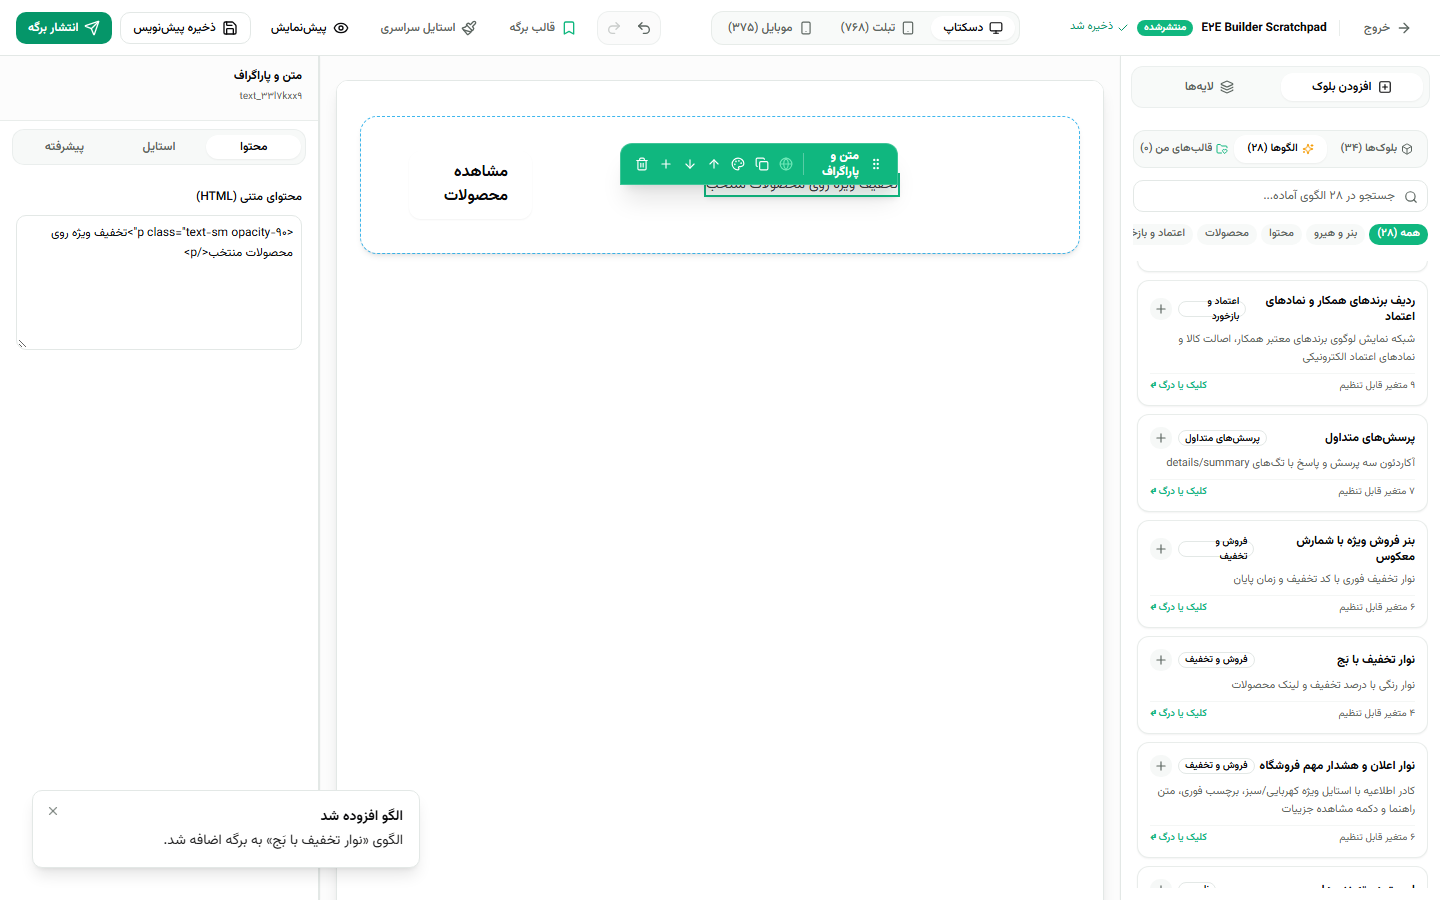 خروج
E۲E Builder Scratchpad
منتشرشده
ذخیره شد
دسکتاپ
تبلت (۷۶۸)
موبایل (۳۷۵)
قالب برگه
استایل سراسری
پیش‌نمایش
ذخیره پیش‌نویس
انتشار برگه
افزودن بلوک
لایه‌ها
بلوک‌ها (۳۴)
الگوها (۲۸)
قالب‌های من (۰)
جستجو در ۲۸ الگوی آماده...
همه (۲۸)
بنر و هیرو
محتوا
محصولات
اعتماد و بازخ
ردیف برندهای همکار و نمادهای اعتماد
اعتماد و بازخورد
شبکه نمایش لوگوی برندهای معتبر همکار، اصالت کالا و
نمادهای اعتماد الکترونیکی
۹ متغیر قابل تنظیم
کلیک یا درگ
پرسش‌های متداول
پرسش‌های متداول
آکاردئون سه پرسش و پاسخ با تگ‌های details/summary
۷ متغیر قابل تنظیم
کلیک یا درگ
بنر فروش ویژه با شمارش معکوس
فروش و تخفیف
نوار تخفیف فوری با کد تخفیف و زمان پایان
۶ متغیر قابل تنظیم
کلیک یا درگ
نوار تخفیف با بَج
فروش و تخفیف
نوار رنگی با درصد تخفیف و لینک محصولات
۴ متغیر قابل تنظیم
کلیک یا درگ
نوار اعلان و هشدار مهم فروشگاه
فروش و تخفیف
کادر اطلاعیه با استایل ویژه کهربایی/سبز، برچسب فوری، متن
راهنما و دکمه مشاهده جزییات
۶ متغیر قابل تنظیم
کلیک یا درگ
متن و
پاراگراف
تخفیف ویژه روی محصولات منتخب
مشاهده
محصولات
متن و پاراگراف
text_۳۳l۷kxx۹
محتوا
استایل
پیشرفته
محتوای متنی (HTML)
<p class="text-sm opacity-۹۰">تخفیف ویژه روی
محصولات منتخب</p>
الگو افزوده شد
الگوی «نوار تخفیف با بَج» به برگه اضافه شد.